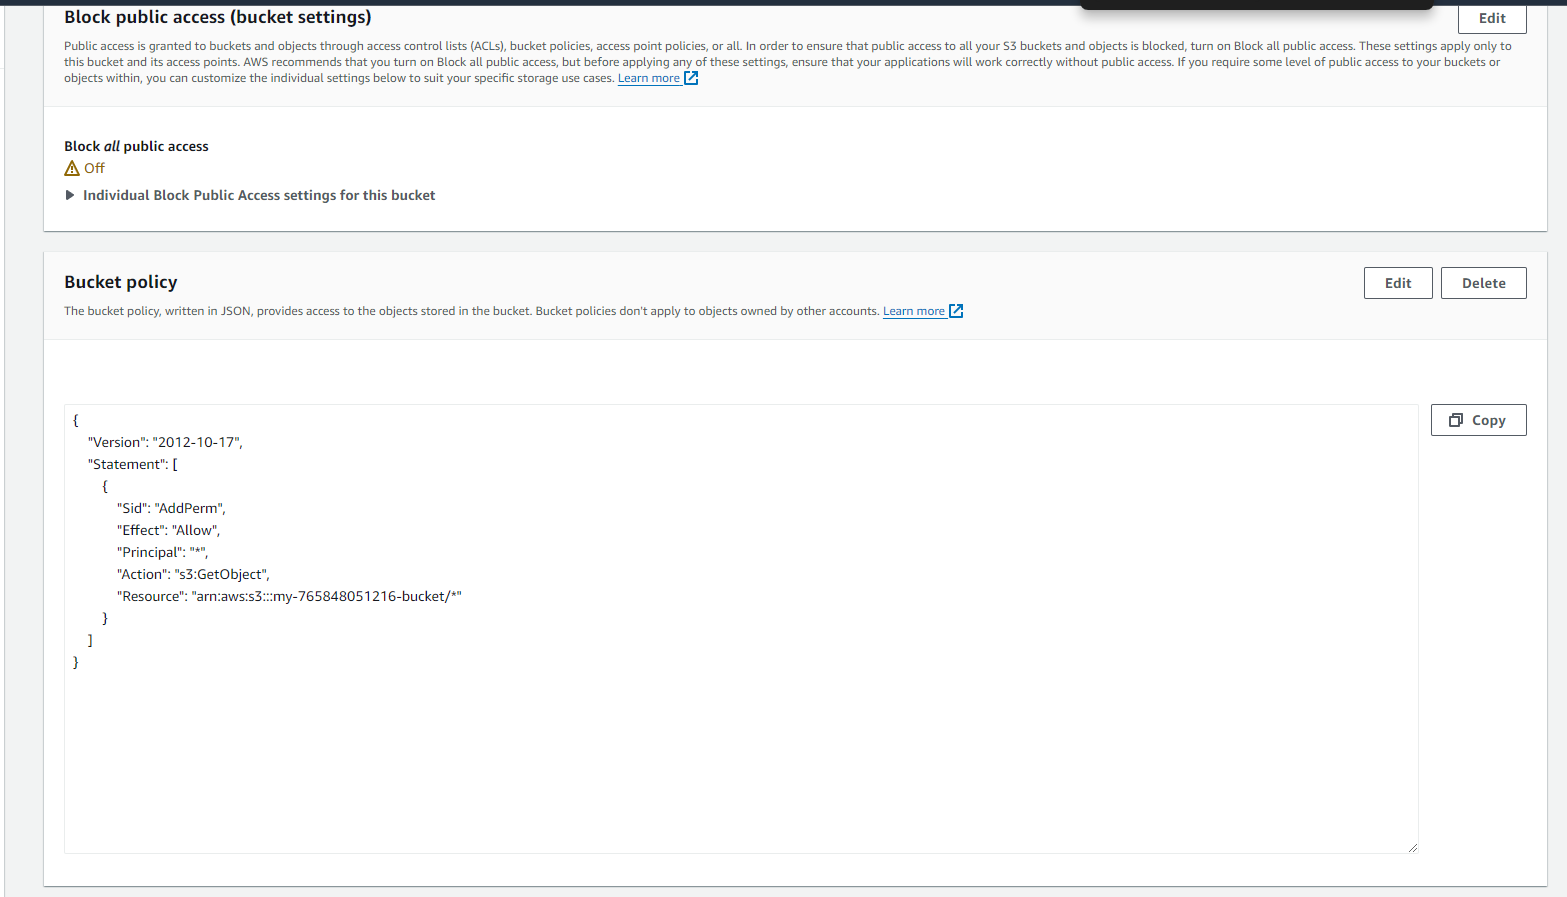 Block public access (bucket settings)
Edit
Public access is granted to buckets and objects through access control lists (ACLs), bucket policies, access point policies, or all. In order to ensure that public access to all your S3 buckets and objects is blocked, turn on Block all public access. These settings apply only to
this bucket and its access points. AWS recommends that you turn on Block all public access, but before applying any of these settings, ensure that your applications will work correctly without public access. If you require some level of public access to your buckets or
objects within, you can customize the individual settings below to suit your specific storage use cases. Learn more
Block all public access
Off
Individual Block Public Access settings for this bucket
Bucket policy
Edit
Delete
The bucket policy, written in JSON, provides access to the objects stored in the bucket. Bucket policies don't apply to objects owned by other accounts. Learn more
Copy
{
"Version": "2012-10-17",
"Statement": [
{
"Sid": "AddPerm",
"Effect": "Allow",
"Principal": "*",
"Action": "s3:GetObject",
"Resource": "arn:aws:s3:::my-765848051216-bucket/*"
}
]
}